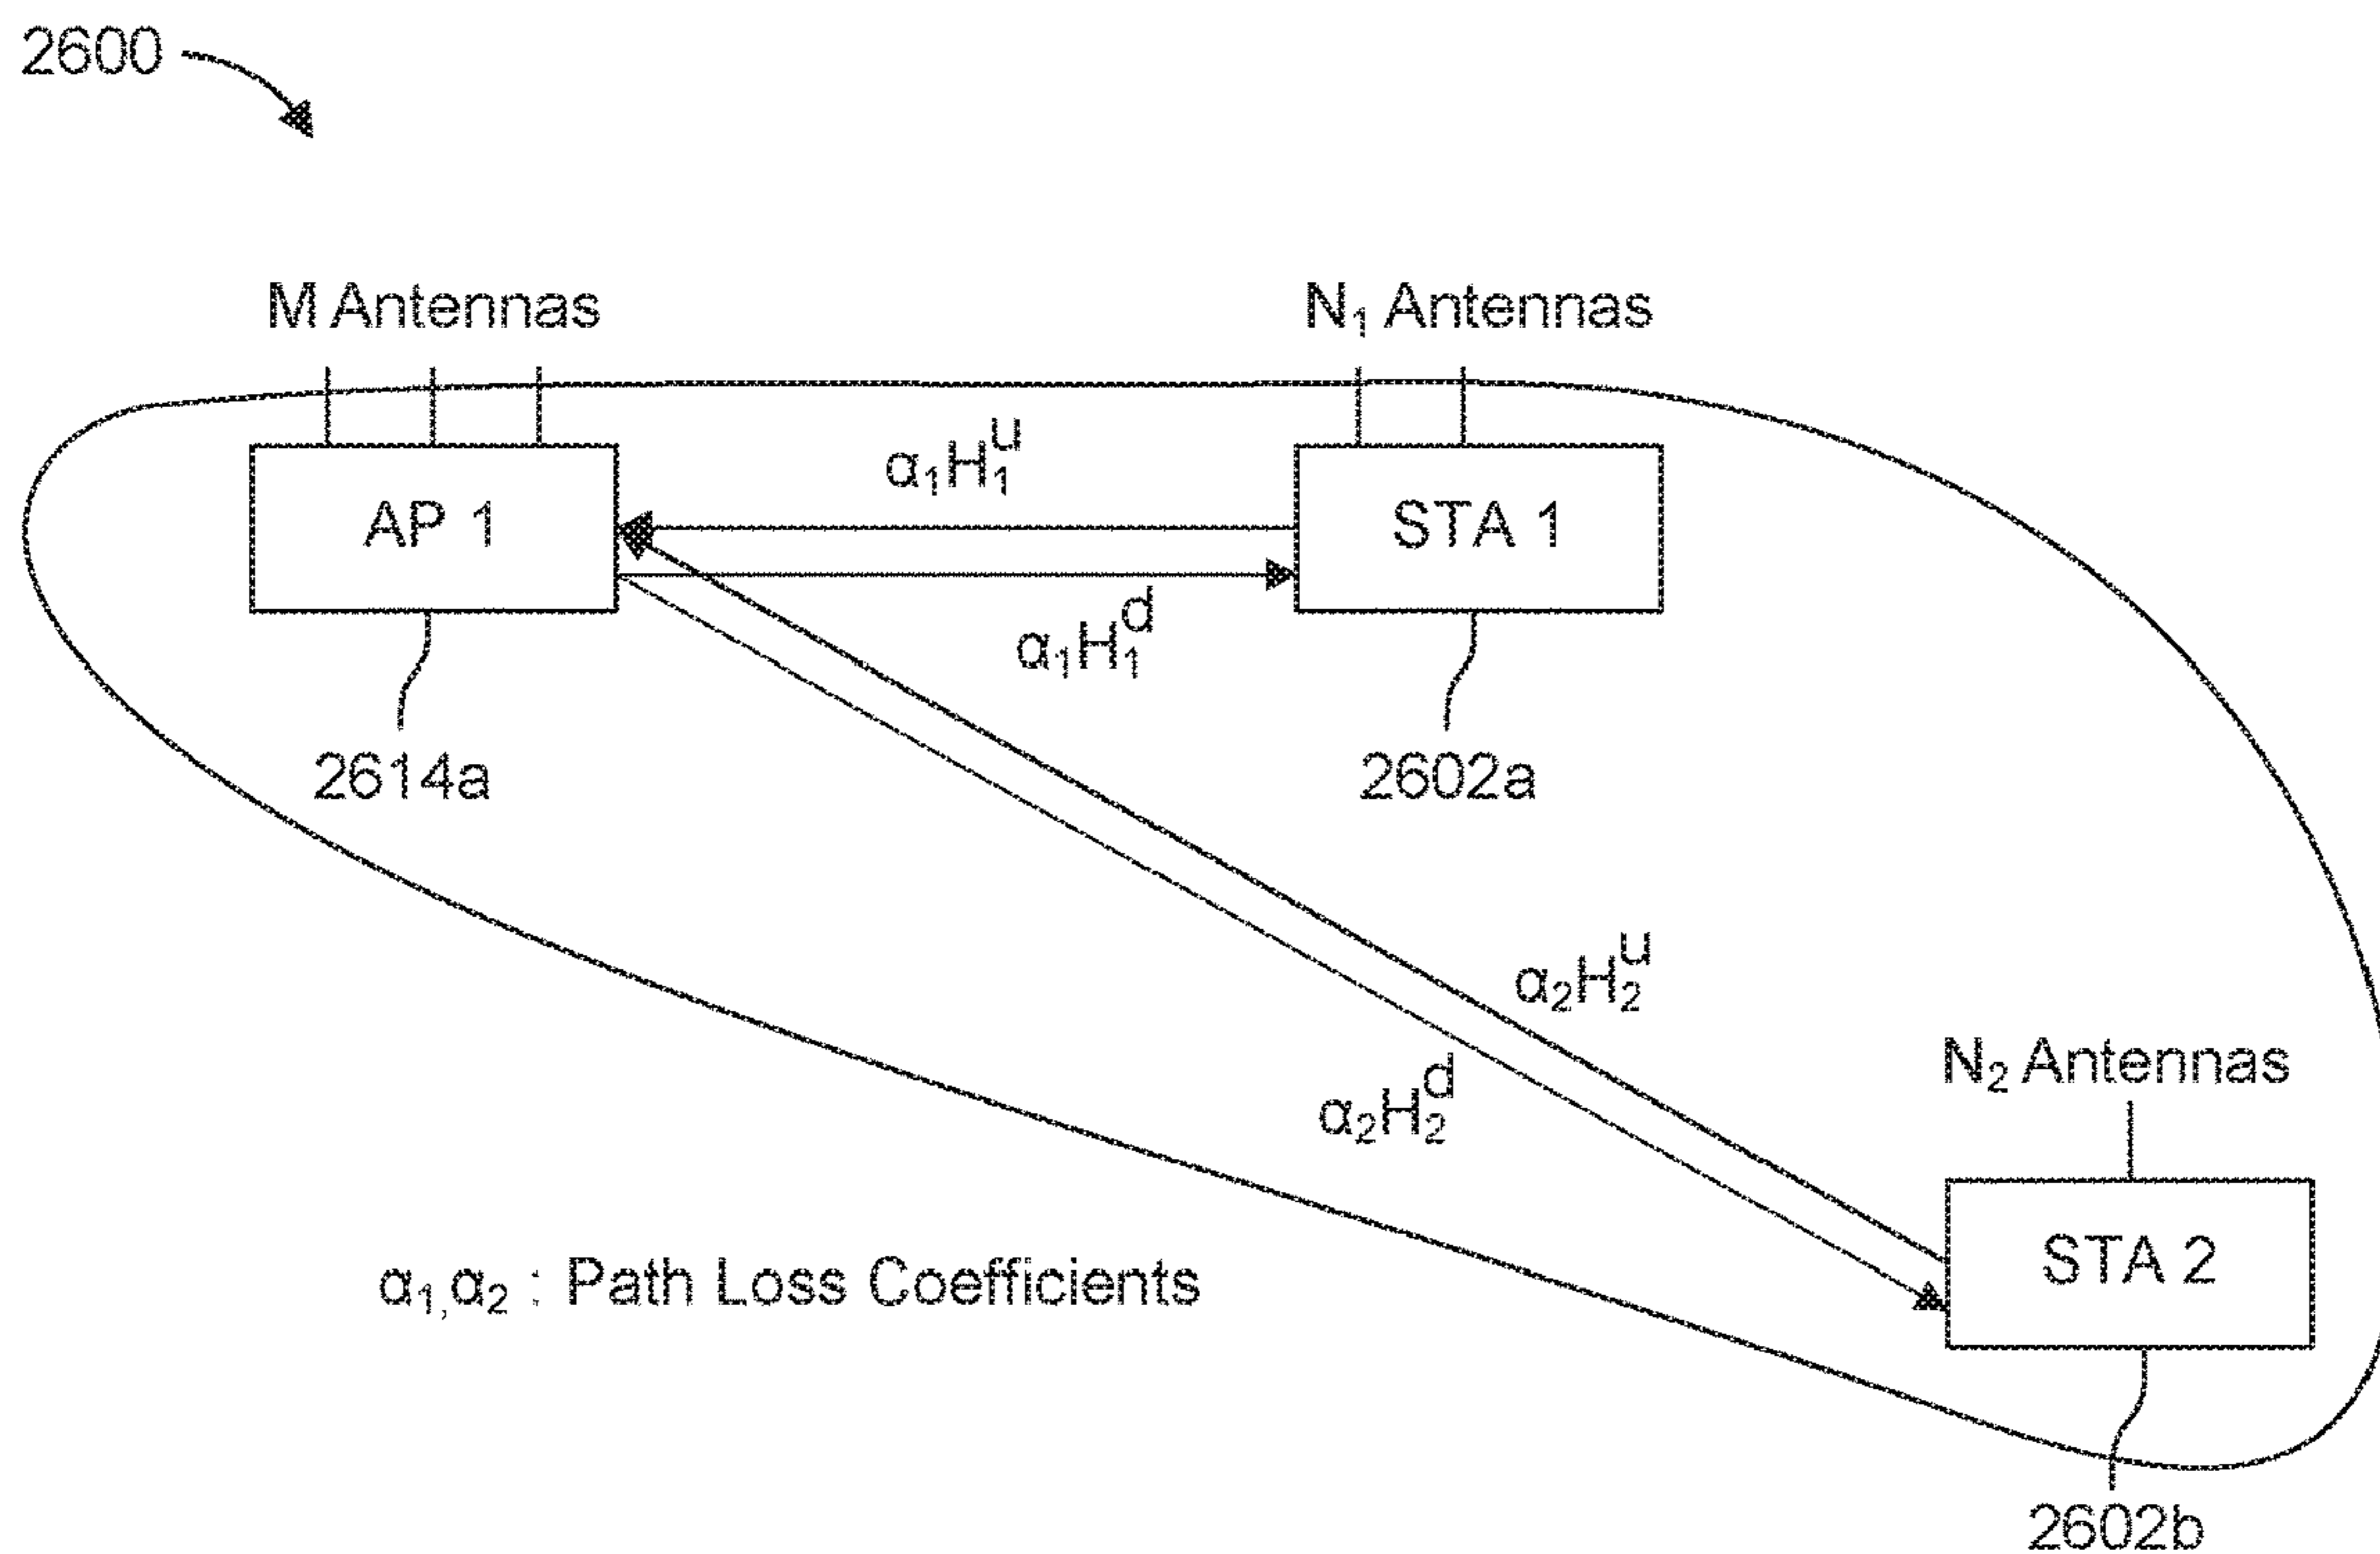 2600
M Antennas
N₁ Antennas
α₁H₁ᵘ
AP 1
STA 1
α₁H₁ᵈ
2614a
2602a
α₂H₂ᵘ
N₂ Antennas
α₂H₂ᵈ
STA 2
α₁,α₂ : Path Loss Coefficients
2602b